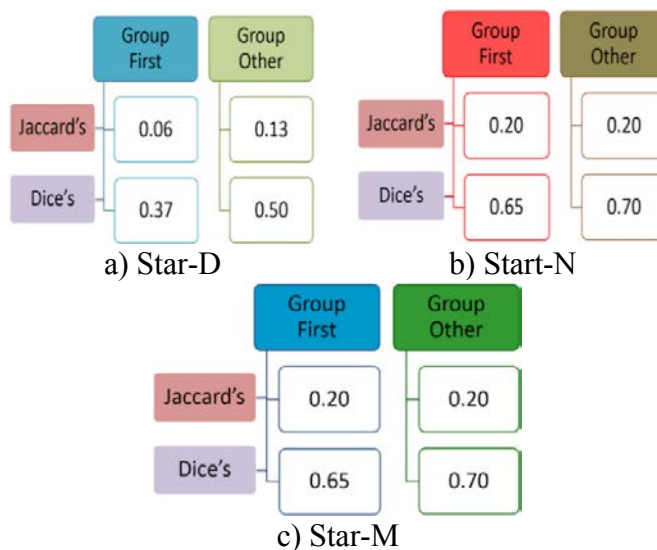 Group First
Group Other
Jaccard's
0.06
0.13
Dice's
0.37
0.50
a) Star-D
Group First
Group Other
Jaccard's
0.20
0.20
Dice's
0.65
0.70
b) Start-N
Group First
Group Other
Jaccard's
0.20
0.20
Dice's
0.65
0.70
c) Star-M